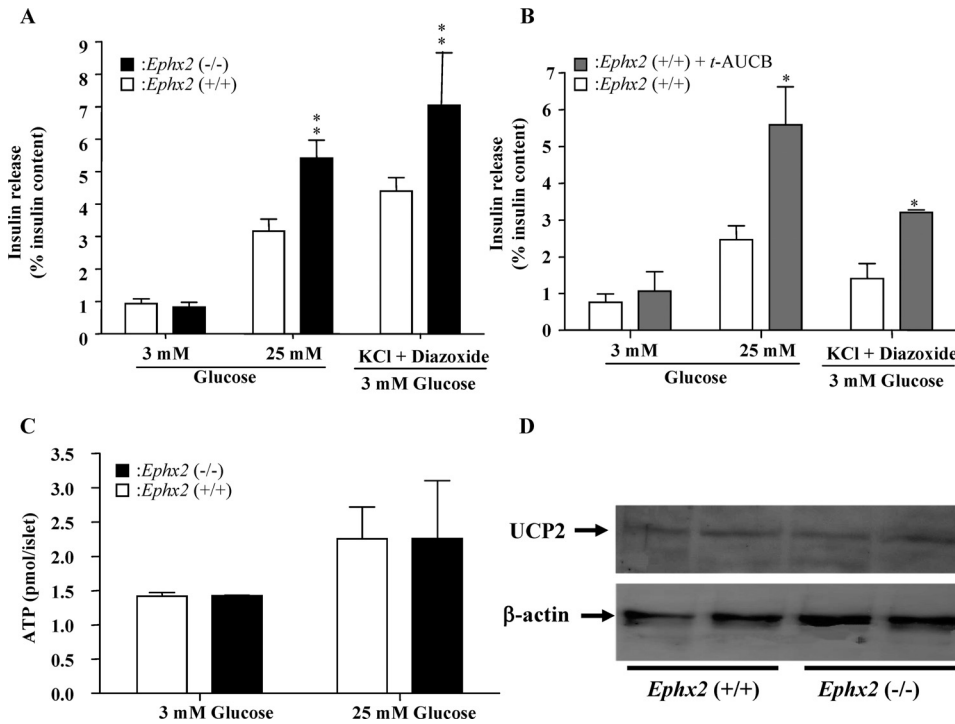 A
Insulin release
(% insulin content)
9
8
7
6
5
4
3
2
1
0
:Ephx2 (-/-)
:Ephx2 (+/+)
**
**
3 mM
25 mM
KCl + Diazoxide
Glucose
3 mM Glucose
B
Insulin release
(% insulin content)
7
6
5
4
3
2
1
0
:Ephx2 (+/+) + t-AUCB
:Ephx2 (+/+)
*
*
3 mM
25 mM
KCl + Diazoxide
Glucose
3 mM Glucose
C
ATP (pmol/islet)
3.5
3.0
2.5
2.0
1.5
1.0
0.5
0.0
:Ephx2 (-/-)
:Ephx2 (+/+)
3 mM Glucose
25 mM Glucose
D
UCP2
β-actin
Ephx2 (+/+)
Ephx2 (-/-)